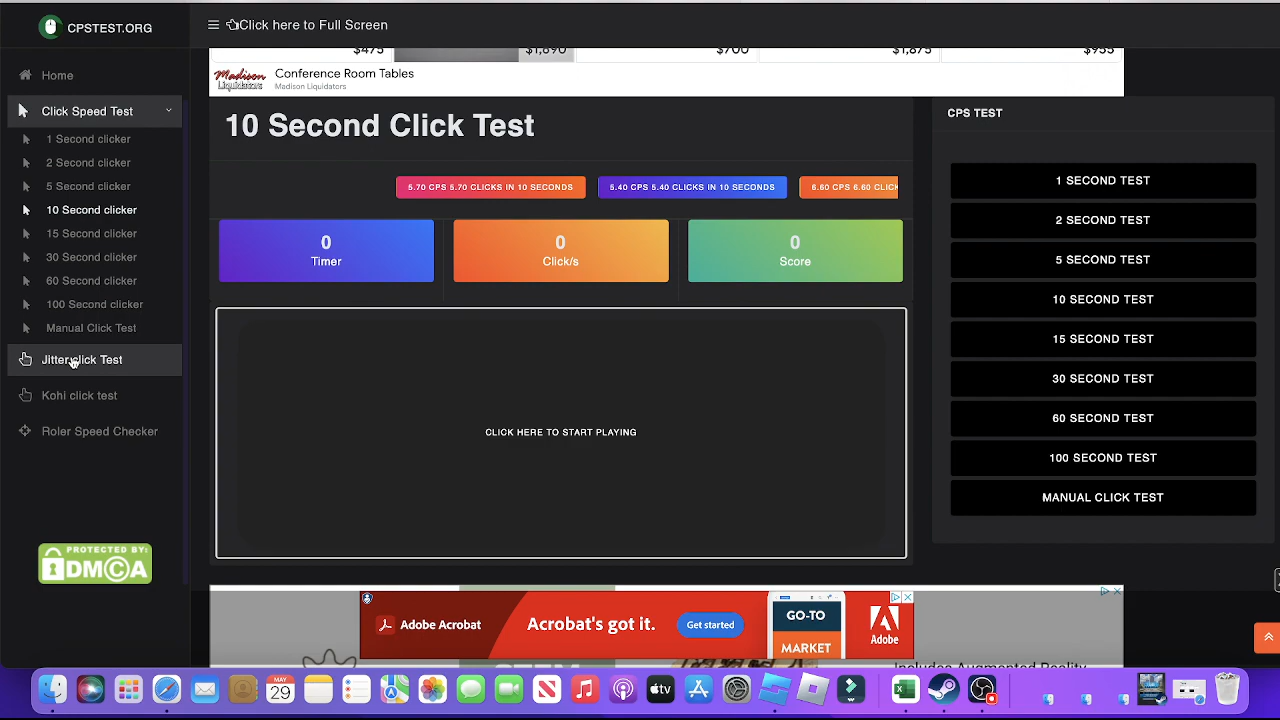 CPSTEST.ORG
Click here to Full Screen
Home
Click Speed Test
1 Second clicker
2 Second clicker
5 Second clicker
10 Second clicker
15 Second clicker
30 Second clicker
60 Second clicker
100 Second clicker
Manual Click Test
Jitter click Test
Kohi click test
Roler Speed Checker
PROTECTED BY:
DMCA
$475
$1,690
$700
$1,875
$955
Madison
Liquidators
Conference Room Tables
Madison Liquidators
10 Second Click Test
5.70 CPS 5.70 CLICKS IN 10 SECONDS
5.40 CPS 5.40 CLICKS IN 10 SECONDS
6.60 CPS 6.60 CLICK
0
Timer
0
Click/s
0
Score
CLICK HERE TO START PLAYING
CPS TEST
1 SECOND TEST
2 SECOND TEST
5 SECOND TEST
10 SECOND TEST
15 SECOND TEST
30 SECOND TEST
60 SECOND TEST
100 SECOND TEST
MANUAL CLICK TEST
Adobe Acrobat
Acrobat's got it.
Get started
GO-TO
MARKET
Adobe
STEM
Includes Augmented Reality
MAY
29
tv